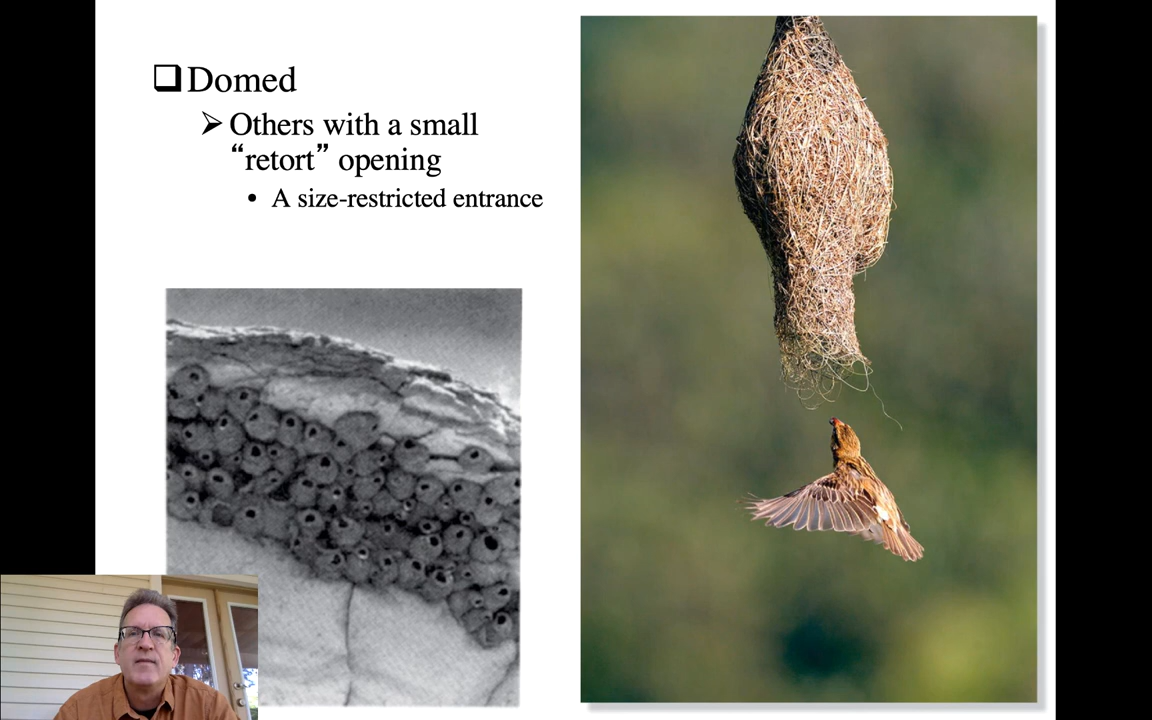 Domed
Others with a small
“retort” opening
A size-restricted entrance